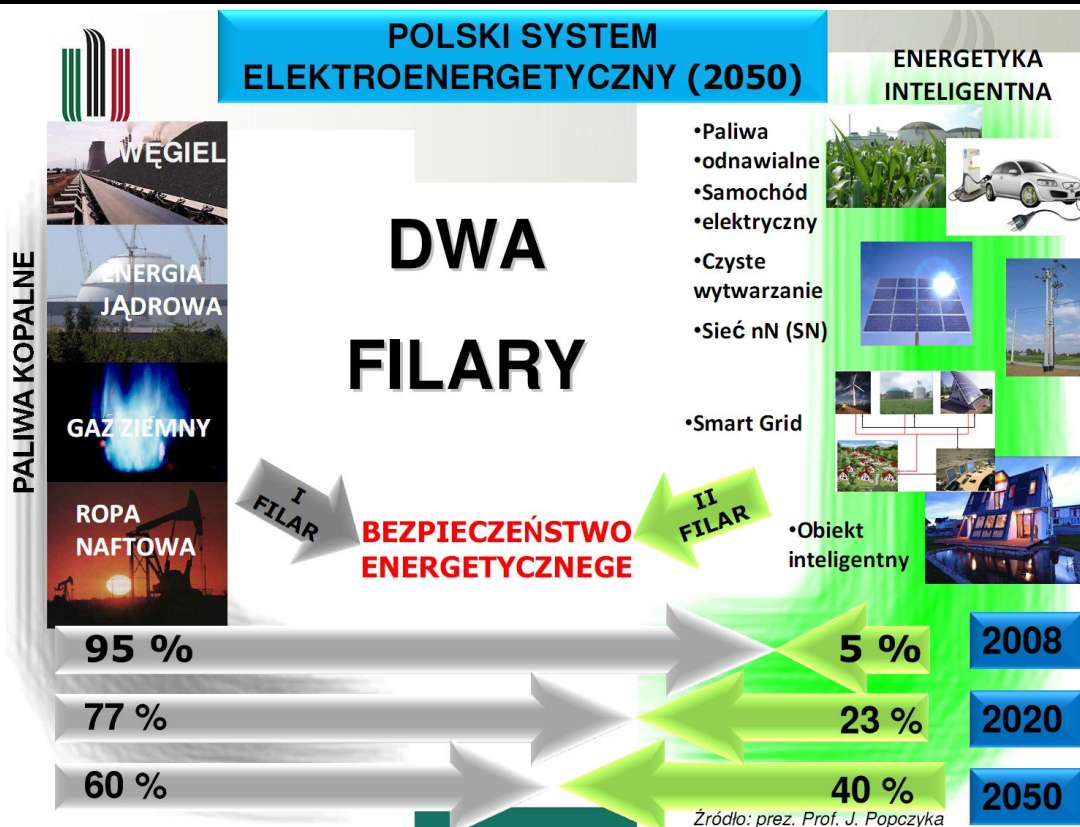 POLSKI SYSTEM
ELEKTROENERGETYCZNY (2050)
ENERGETYKA
INTELIGENTNA
PALIWA KOPALNE
WĘGIEL
ENERGIA
JĄDROWA
GAZ ZIEMNY
ROPA
NAFTOWA
DWA
FILARY
I
FILAR
II
FILAR
BEZPIECZEŃSTWO
ENERGETYCZNEGE
•Paliwa
•odnawialne
•Samochód
•elektryczny
•Czyste
wytwarzanie
•Sieć nN (SN)
•Smart Grid
•Obiekt
inteligentny
95 %
5 %
2008
77 %
23 %
2020
60 %
40 %
2050
Źródło: prez. Prof. J. Popczyka